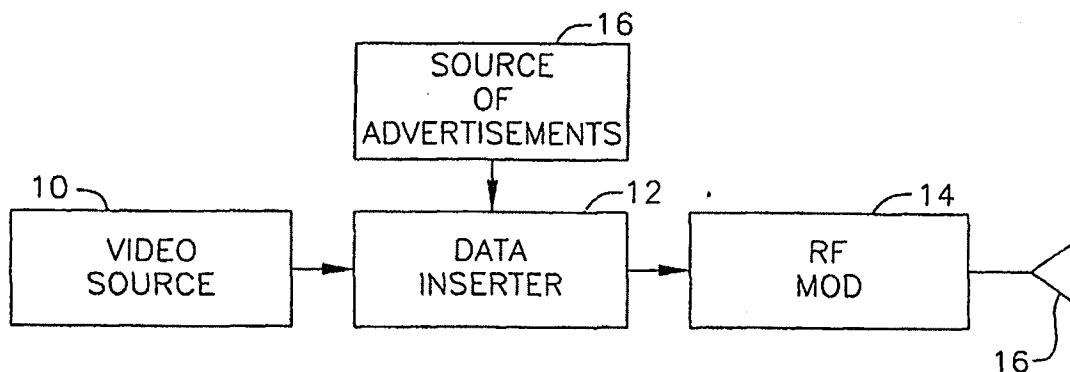 16
SOURCE
OF
ADVERTISEMENTS
10
12
14
VIDEO
SOURCE
DATA
INSERTER
RF
MOD
16